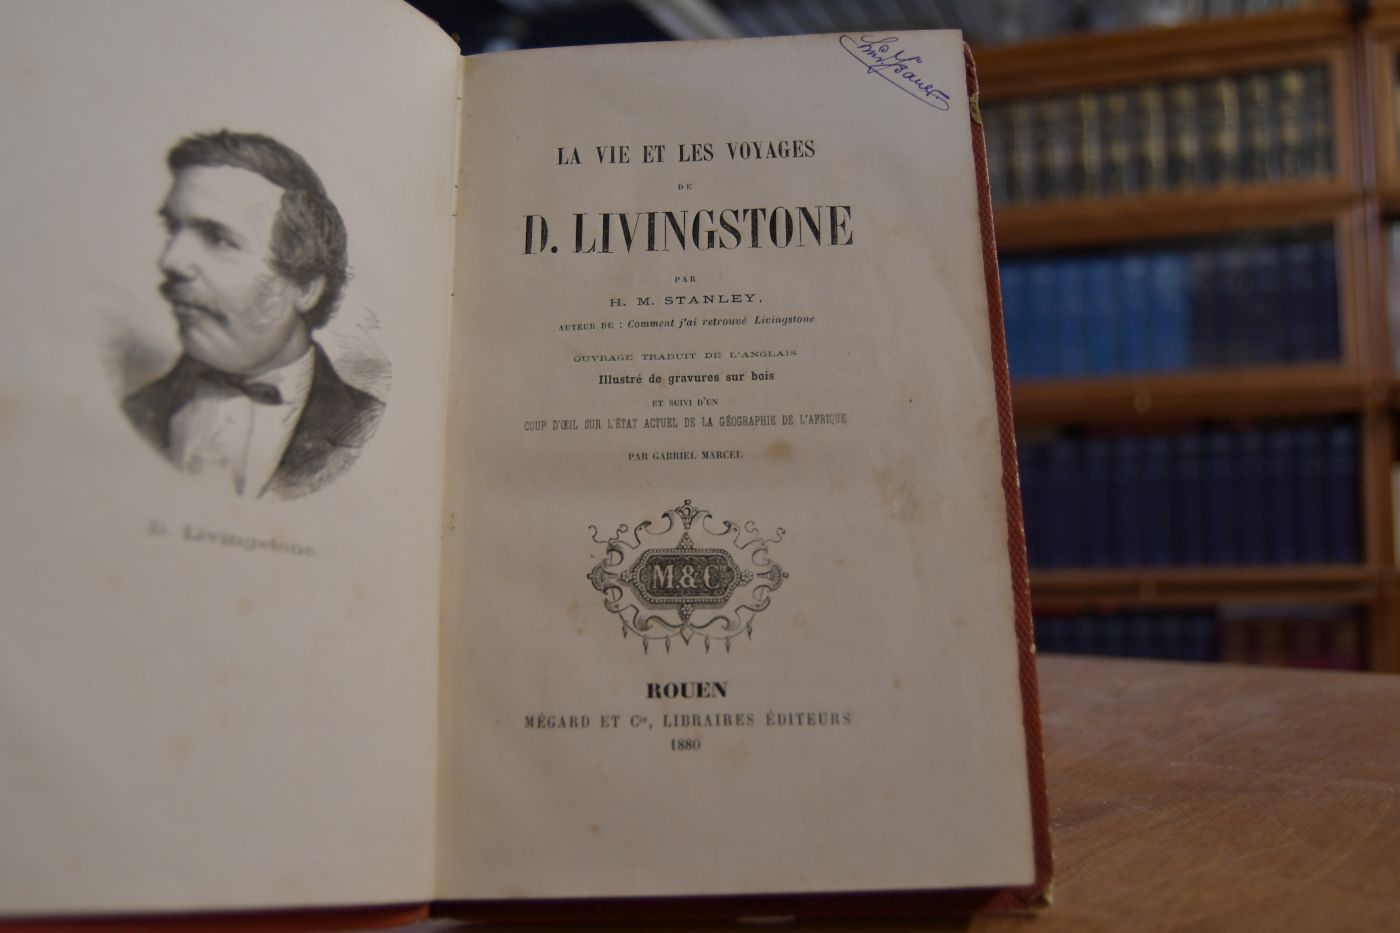 D. Livingstone.
LA VIE ET LES VOYAGES
DE
D. LIVINGSTONE
PAR
H. M. STANLEY,
AUTEUR DE : Comment j'ai retrouvé Livingstone
OUVRAGE TRADUIT DE L'ANGLAIS
Illustré de gravures sur bois
ET SUIVI D'UN
COUP D'ŒIL SUR L'ÉTAT ACTUEL DE LA GÉOGRAPHIE DE L'AFRIQUE
PAR GABRIEL MARCEL
M & Cie
ROUEN
MÉGARD ET Cie, LIBRAIRES ÉDITEURS
1880